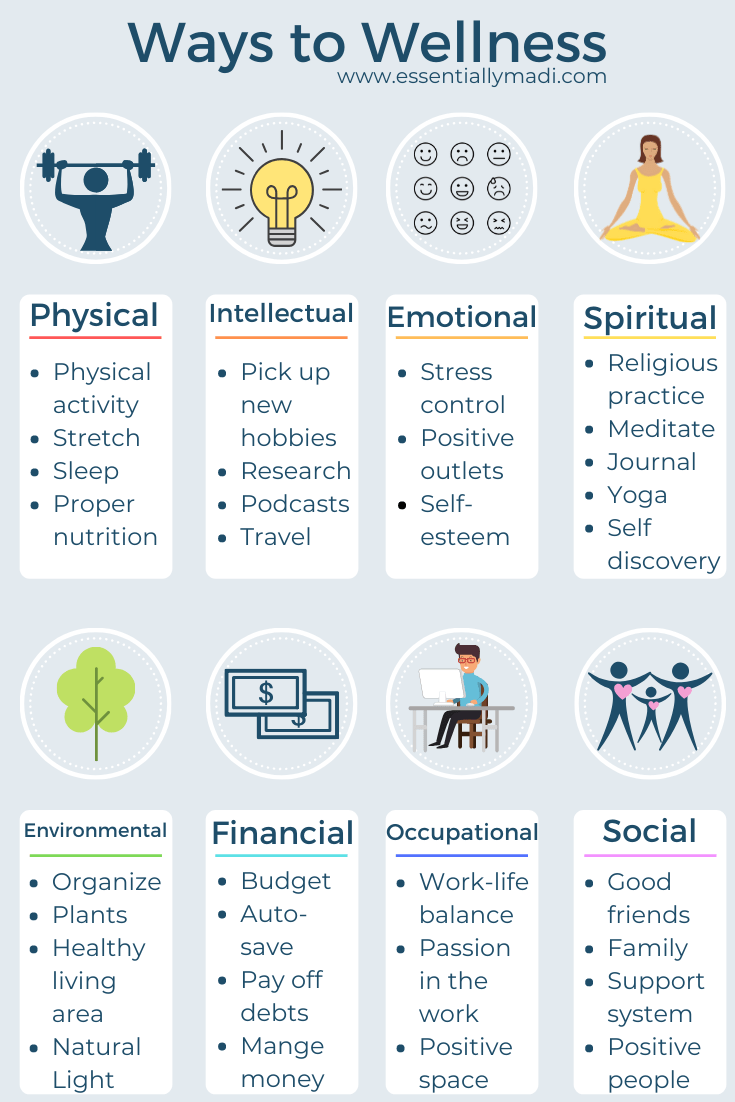 Ways to Wellness
www.essentiallymadi.com
Physical
• Physical
activity
• Stretch
• Sleep
• Proper
nutrition
Intellectual
• Pick up
new
hobbies
• Research
• Podcasts
• Travel
Emotional
• Stress
control
• Positive
outlets
• Self-
esteem
Spiritual
• Religious
practice
• Meditate
• Journal
• Yoga
• Self
discovery
$
$
Environmental
• Organize
• Plants
• Healthy
living
area
• Natural
Light
Financial
• Budget
• Auto-
save
• Pay off
debts
• Mange
money
Occupational
• Work-life
balance
• Passion
in the
work
• Positive
space
Social
• Good
friends
• Family
• Support
system
• Positive
people